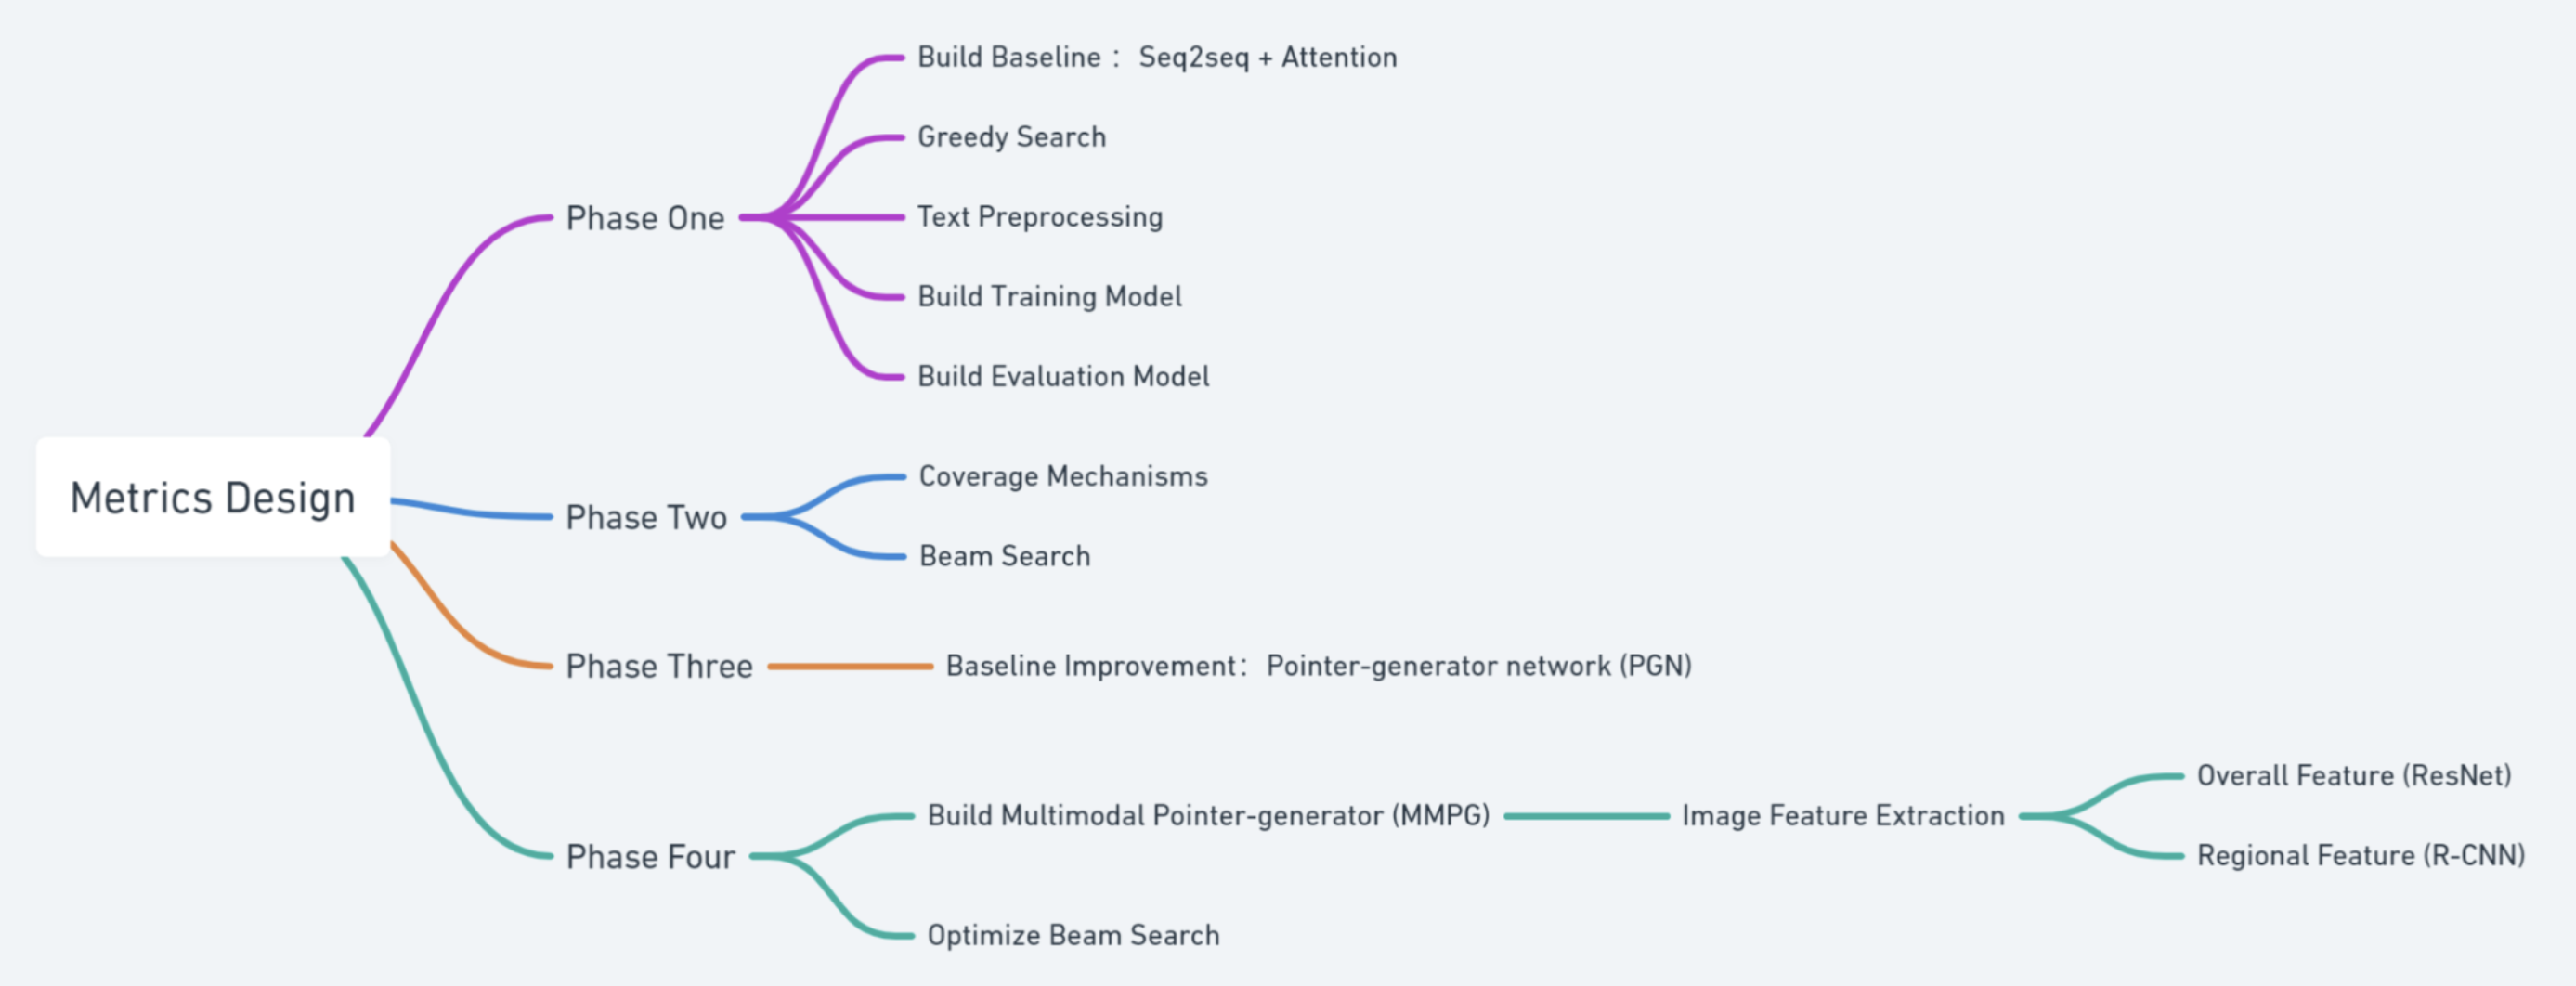 Metrics Design
Phase One
Build Baseline： Seq2seq + Attention
Greedy Search
Text Preprocessing
Build Training Model
Build Evaluation Model
Phase Two
Coverage Mechanisms
Beam Search
Phase Three
Baseline Improvement： Pointer-generator network (PGN)
Phase Four
Build Multimodal Pointer-generator (MMPG)
Image Feature Extraction
Overall Feature (ResNet)
Regional Feature (R-CNN)
Optimize Beam Search